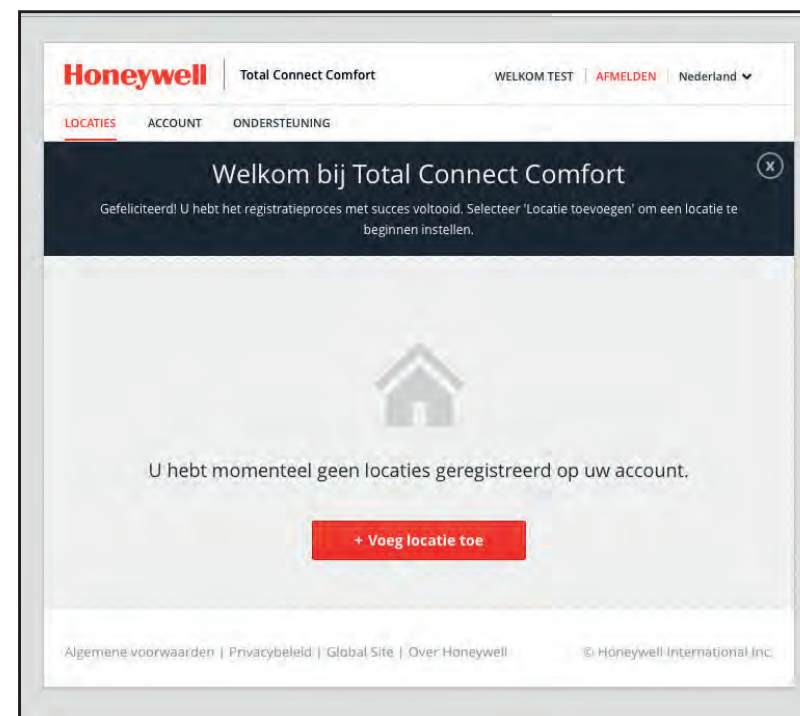 Honeywell Total Connect Comfort WELKOM TEST AFMELDEN Nederland
LOCATIES ACCOUNT ONDERSTEUNING
Welkom bij Total Connect Comfort
X
Gefeliciteerd! U hebt het registratieproces met succes voltooid. Selecteer 'Locatie toevoegen' om een locatie te
beginnen instellen.
U hebt momenteel geen locaties geregistreerd op uw account.
+ Voeg locatie toe
Algemene voorwaarden | Privacybeleid | Global Site | Over Honeywell © Honeywell International Inc.